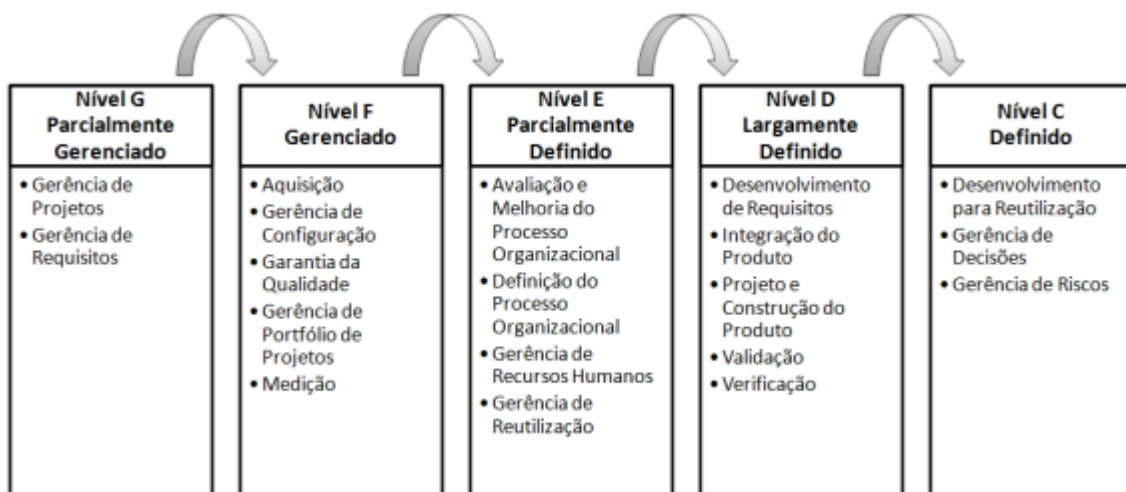 Nível G
Parcialmente
Gerenciado
• Gerência de
Projetos
• Gerência de
Requisitos
Nível F
Gerenciado
• Aquisição
• Gerência de
Configuração
• Garantia da
Qualidade
• Gerência de
Portfólio de
Projetos
• Medição
Nível E
Parcialmente
Definido
• Avaliação e
Melhoria do
Processo
Organizacional
• Definição do
Processo
Organizacional
• Gerência de
Recursos Humanos
• Gerência de
Reutilização
Nível D
Largamente
Definido
• Desenvolvimento
de Requisitos
• Integração do
Produto
• Projeto e
Construção do
Produto
• Validação
• Verificação
Nível C
Definido
• Desenvolvimento
para Reutilização
• Gerência de
Decisões
• Gerência de Riscos